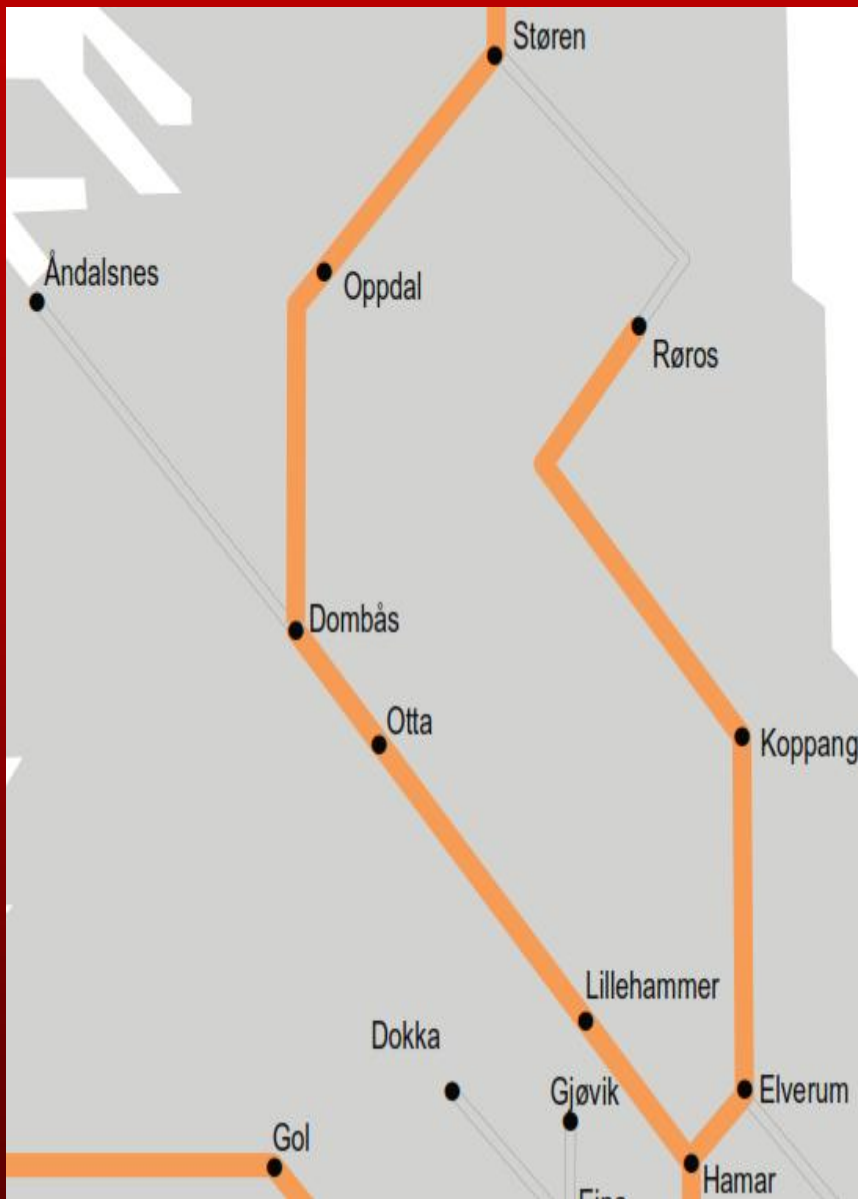 Støren
Åndalsnes
Oppdal
Røros
Dombås
Otta
Koppang
Lillehammer
Dokka
Gjøvik
Elverum
Gol
Hamar